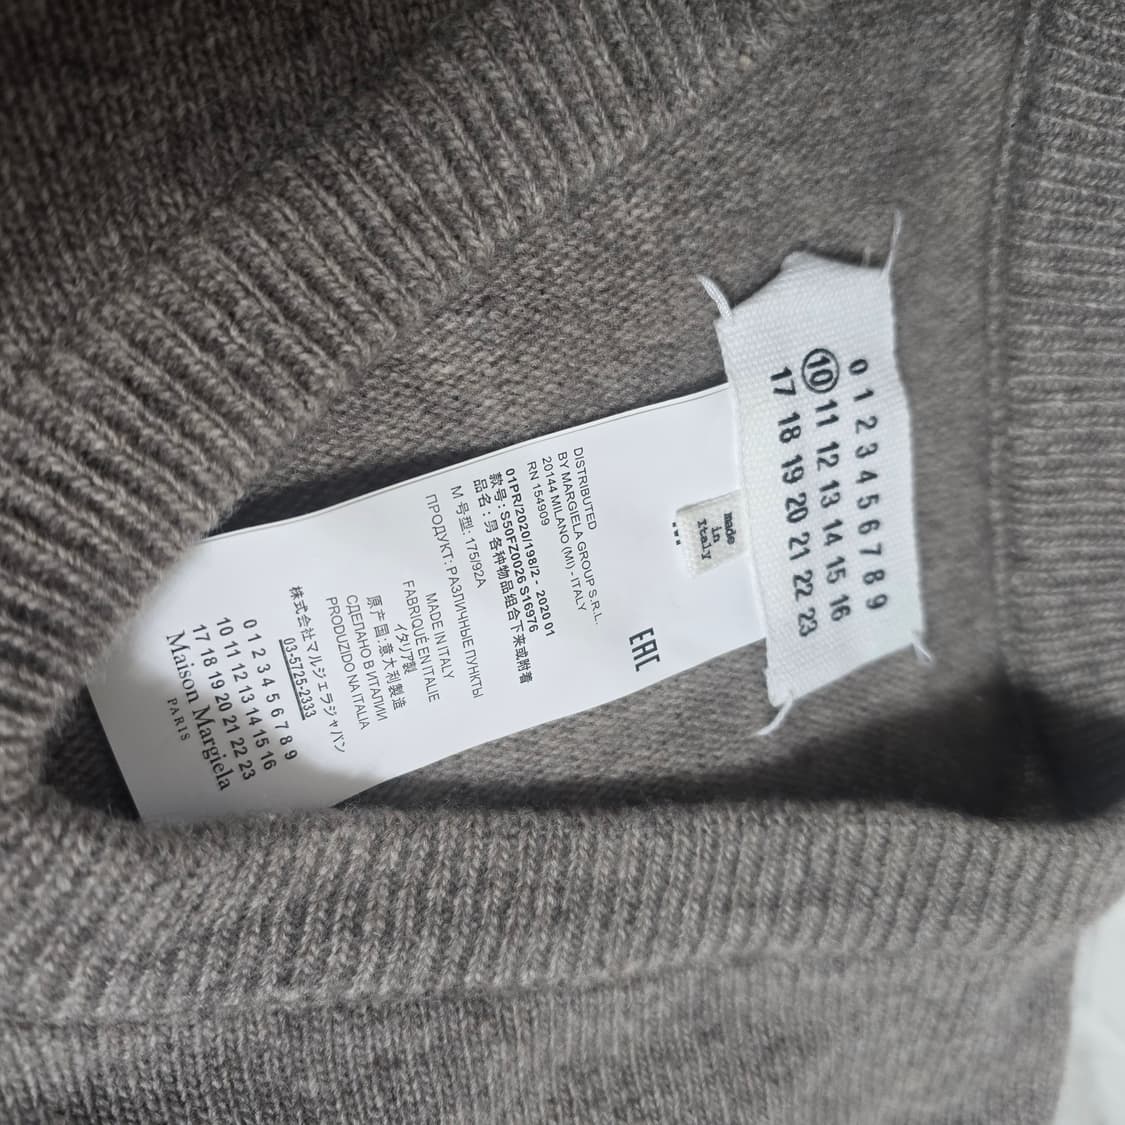 0 1 2 3 4 5 6 7 8 9
10 11 12 13 14 15 16
17 18 19 20 21 22 23
made
in
Italy
M
EAC
DISTRIBUTED
BY MARGIELA GROUP S.R.L.
20144 MILANO (MI) - ITALY
RN 154909
01PR/2020/198/2 - 2020 01
款号: S50FZ0026 S16976
品名: 男 各种物品组合下来或附着
M 号型: 175/92A
ПРОДУКТ: РАЗЛИЧНЫЕ ПУНКТЫ
MADE IN ITALY
FABRIQUÉ EN ITALIE
イタリア製
原产国: 意大利製造
СДЕЛАНО В ИТАЛИИ
PRODUZIDO NA ITALIA
株式会社マルジェラジャパン
03-5725-2333
0 1 2 3 4 5 6 7 8 9
10 11 12 13 14 15 16
17 18 19 20 21 22 23
Maison Margiela
PARIS